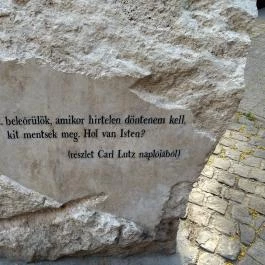 . beleőrülök, amikor hirtelen döntenem kell,
kit mentsek meg. Hol van Isten?
(részlet Carl Lutz naplójából)